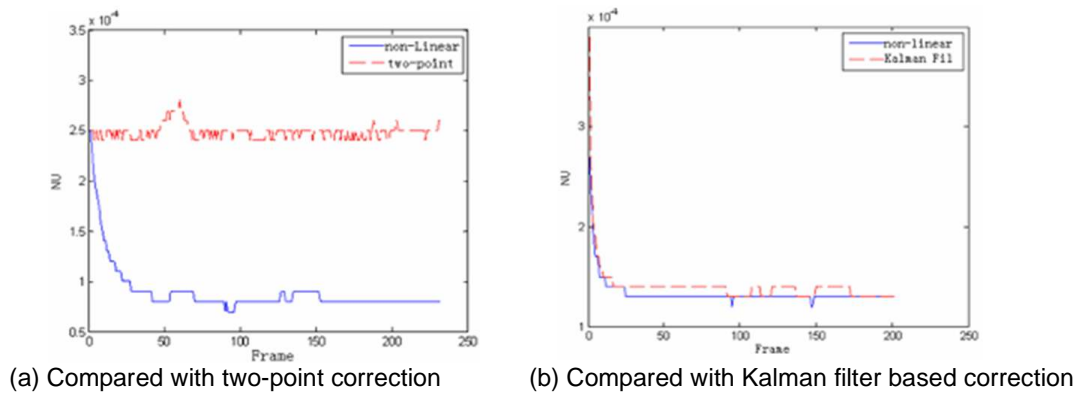 x 10⁻⁴
3.5
3
2.5
2
1.5
1
0.5
0
50
100
150
200
250
NU
Frame
non-Linear
two-point
x 10⁻⁴
3
2
1
0
50
100
150
200
250
NU
Frame
non-linear
Kalman Fil
(a) Compared with two-point correction
(b) Compared with Kalman filter based correction